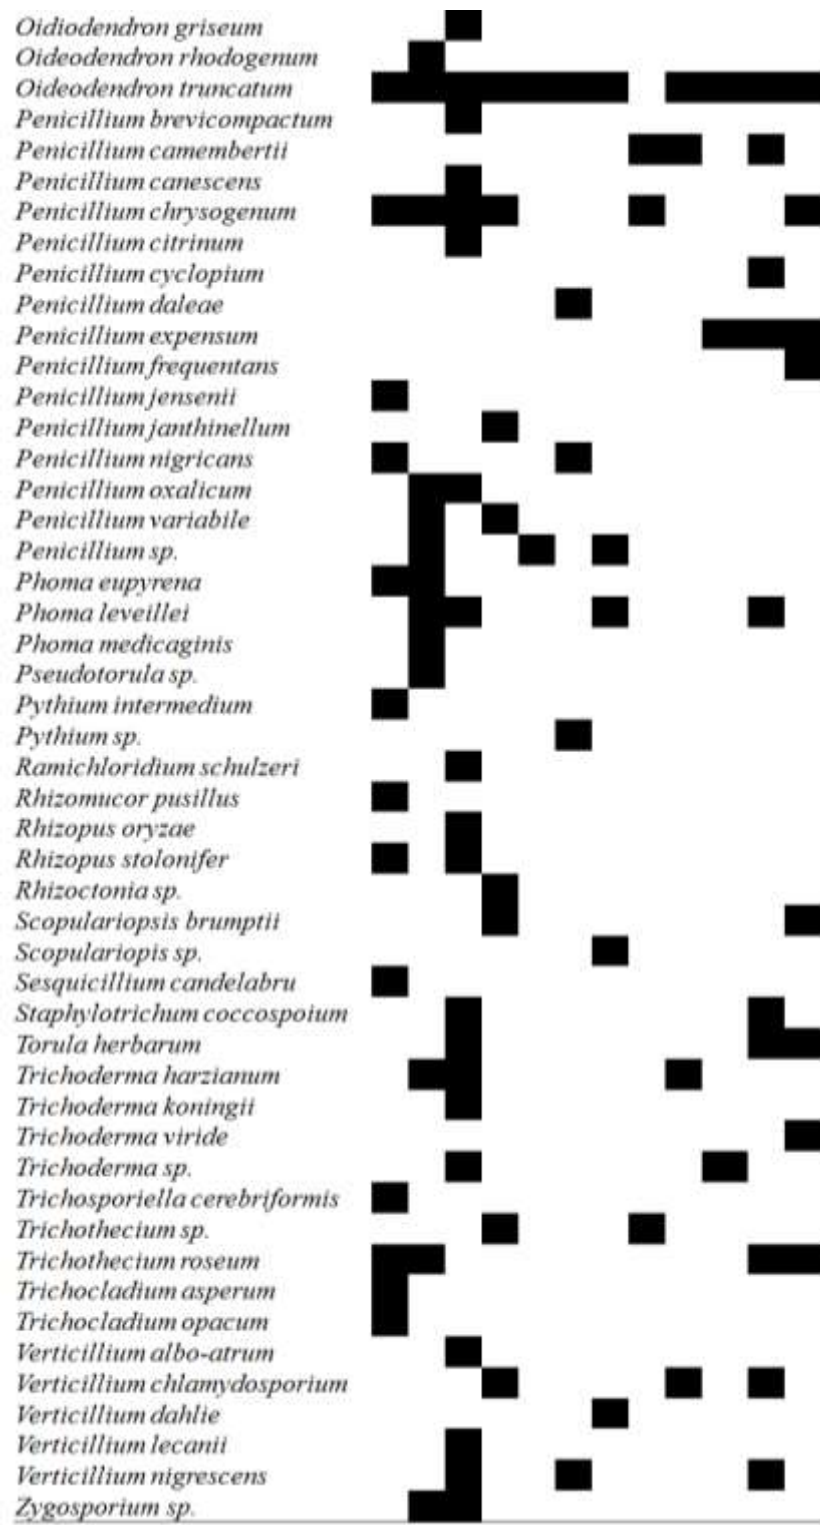 Oidiodendron griseum
Oideodendron rhodogenum
Oideodendron truncatum
Penicillium brevicompactum
Penicillium camembertii
Penicillium canescens
Penicillium chrysogenum
Penicillium citrinum
Penicillium cyclopium
Penicillium daleae
Penicillium expensum
Penicillium frequentans
Penicillium jensenii
Penicillium janthinellum
Penicillium nigricans
Penicillium oxalicum
Penicillium variabile
Penicillium sp.
Phoma eupyrena
Phoma leveillei
Phoma medicaginis
Pseudotorula sp.
Pythium intermedium
Pythium sp.
Ramichloridium schulzeri
Rhizomucor pusillus
Rhizopus oryzae
Rhizopus stolonifer
Rhizoctonia sp.
Scopulariopsis brumptii
Scopulariopis sp.
Sesquicillium candelabru
Staphylotrichum coccospoium
Torula herbarum
Trichoderma harzianum
Trichoderma koningii
Trichoderma viride
Trichoderma sp.
Trichosporiella cerebriformis
Trichothecium sp.
Trichothecium roseum
Trichocladium asperum
Trichocladium opacum
Verticillium albo-atrum
Verticillium chlamydosporium
Verticillium dahlie
Verticillium lecanii
Verticillium nigrescens
Zygosporium sp.